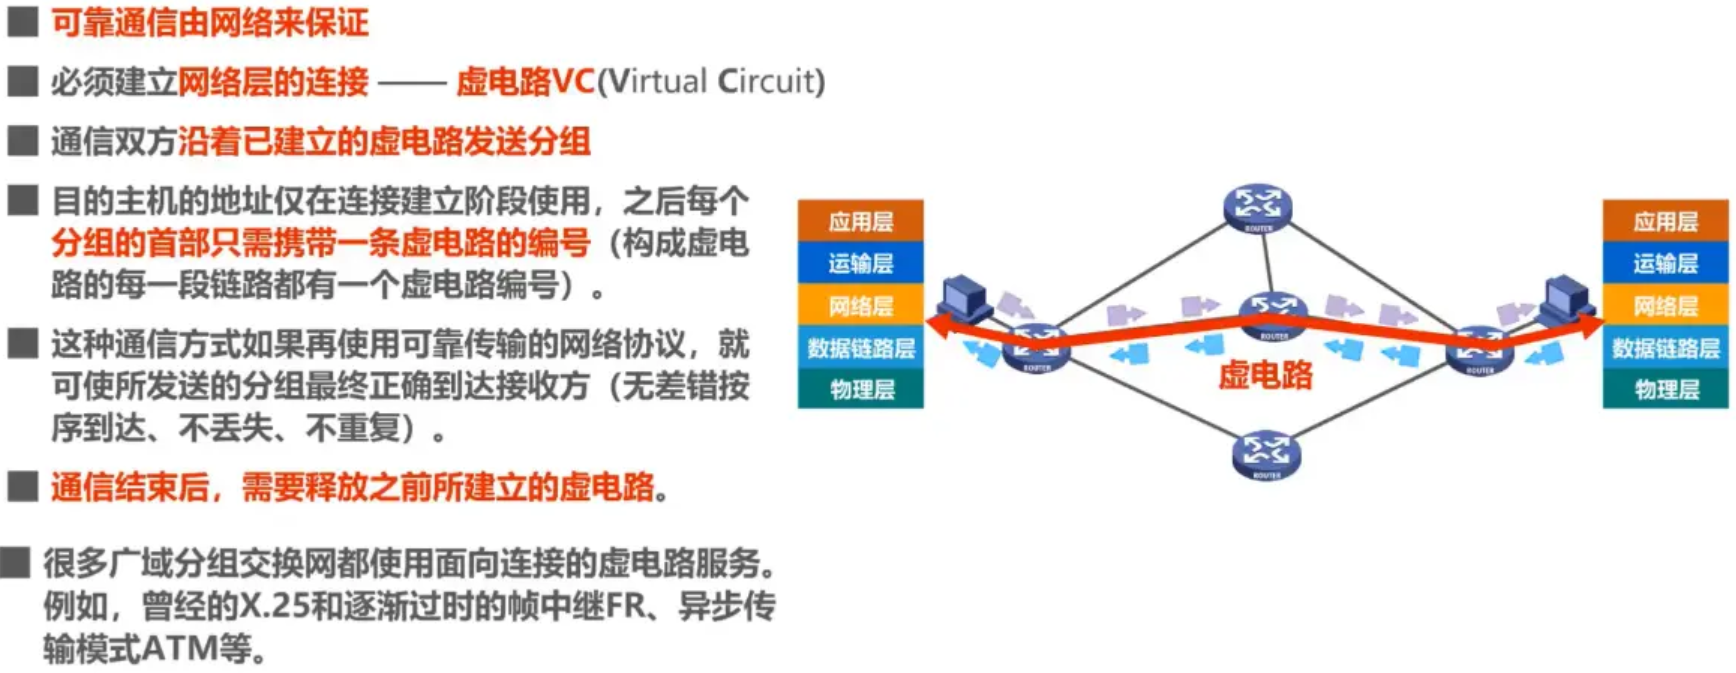 可靠通信由网络来保证
必须建立网络层的连接 —— 虚电路VC(Virtual Circuit)
通信双方沿着已建立的虚电路发送分组
目的主机的地址仅在连接建立阶段使用，之后每个
分组的首部只需携带一条虚电路的编号（构成虚电
路的每一段链路都有一个虚电路编号）。
这种通信方式如果再使用可靠传输的网络协议，就
可使所发送的分组最终正确到达接收方（无差错按
序到达、不丢失、不重复）。
通信结束后，需要释放之前所建立的虚电路。
很多广域分组交换网都使用面向连接的虚电路服务。
例如，曾经的X.25和逐渐过时的帧中继FR、异步传
输模式ATM等。
应用层
运输层
网络层
数据链路层
物理层
ROUTER
ROUTER
ROUTER
ROUTER
ROUTER
虚电路
应用层
运输层
网络层
数据链路层
物理层